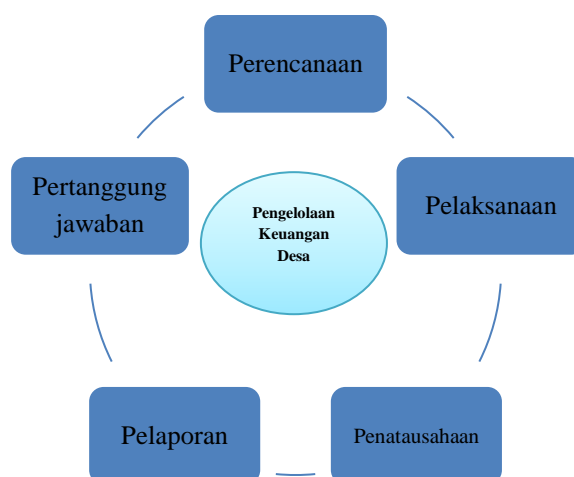 Perencanaan
Pelaksanaan
Penatausahaan
Pelaporan
Pertanggung
jawaban
Pengelolaan
Keuangan
Desa